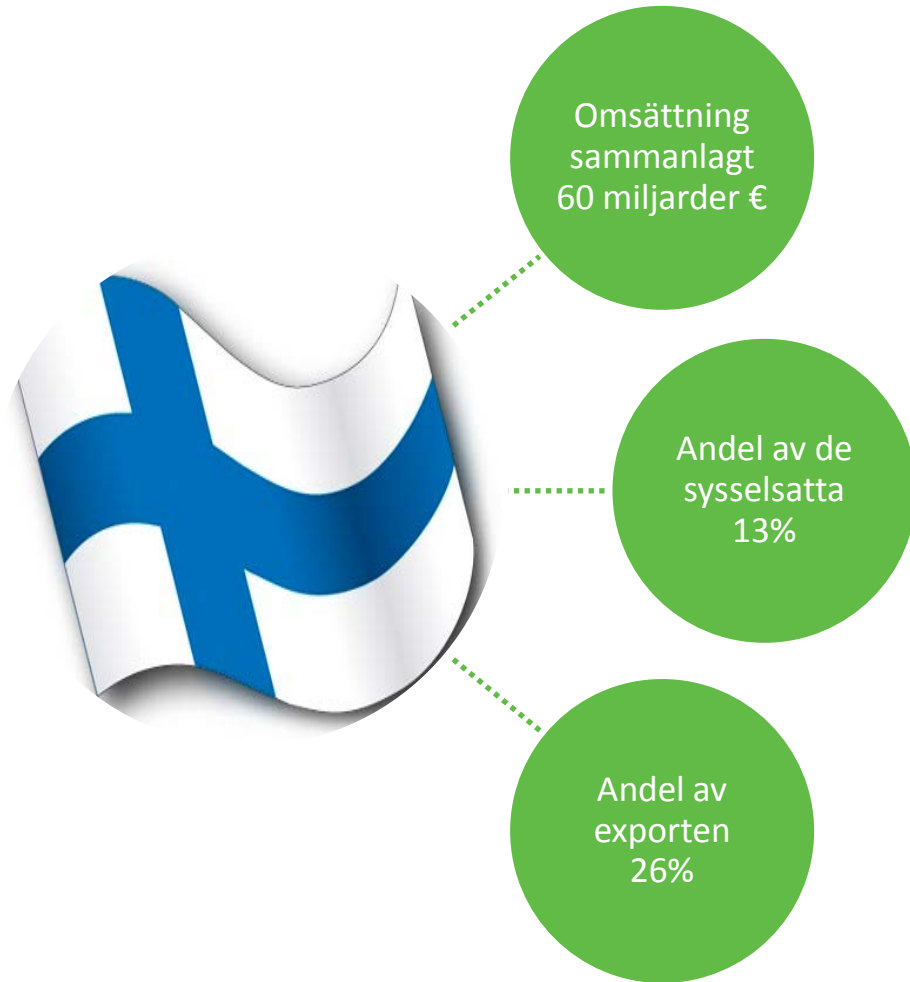 Omsättning
sammanlagt
60 miljarder €
Andel av de
sysselsatta
13%
Andel av
exporten
26%